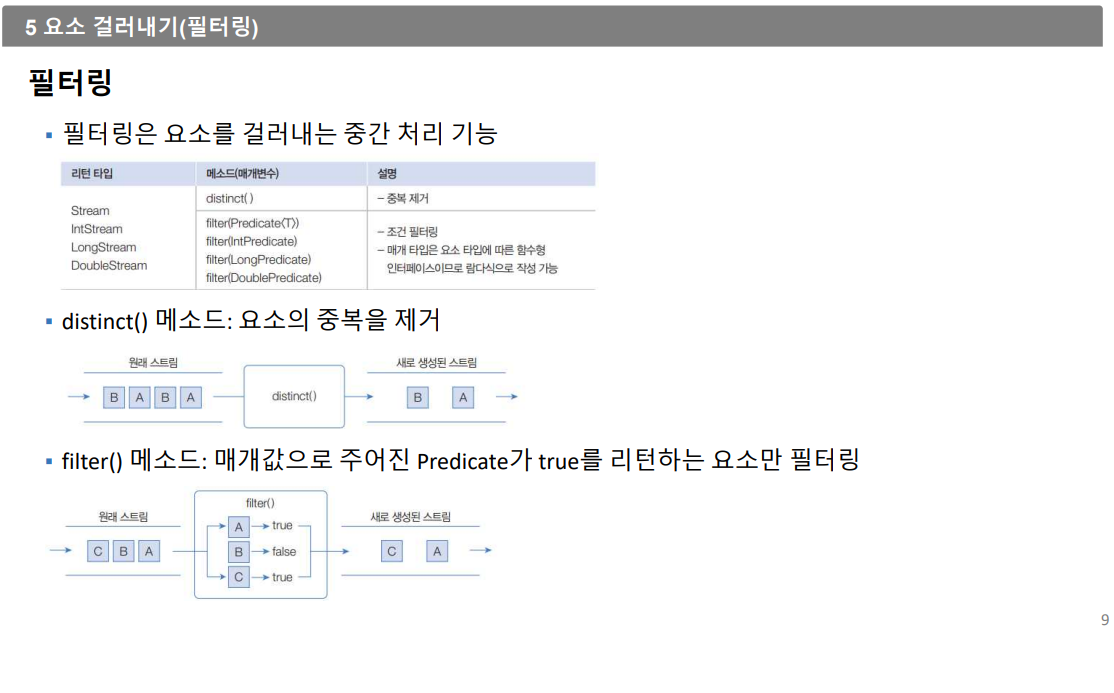 5 요소 걸러내기(필터링)
필터링
▪ 필터링은 요소를 걸러내는 중간 처리 기능
리턴 타입 메소드(매개변수) 설명
Stream
IntStream
LongStream
DoubleStream
distinct( )
– 중복 제거
filter(Predicate⟨T⟩)
filter(IntPredicate)
filter(LongPredicate)
filter(DoublePredicate)
– 조건 필터링
– 매개 타입은 요소 타입에 따른 함수형
인터페이스이므로 람다식으로 작성 가능
▪ distinct() 메소드: 요소의 중복을 제거
원래 스트림
B A B A
distinct()
새로 생성된 스트림
B A
▪ filter() 메소드: 매개값으로 주어진 Predicate가 true를 리턴하는 요소만 필터링
원래 스트림
C B A
filter()
A true
B false
C true
새로 생성된 스트림
C A
9